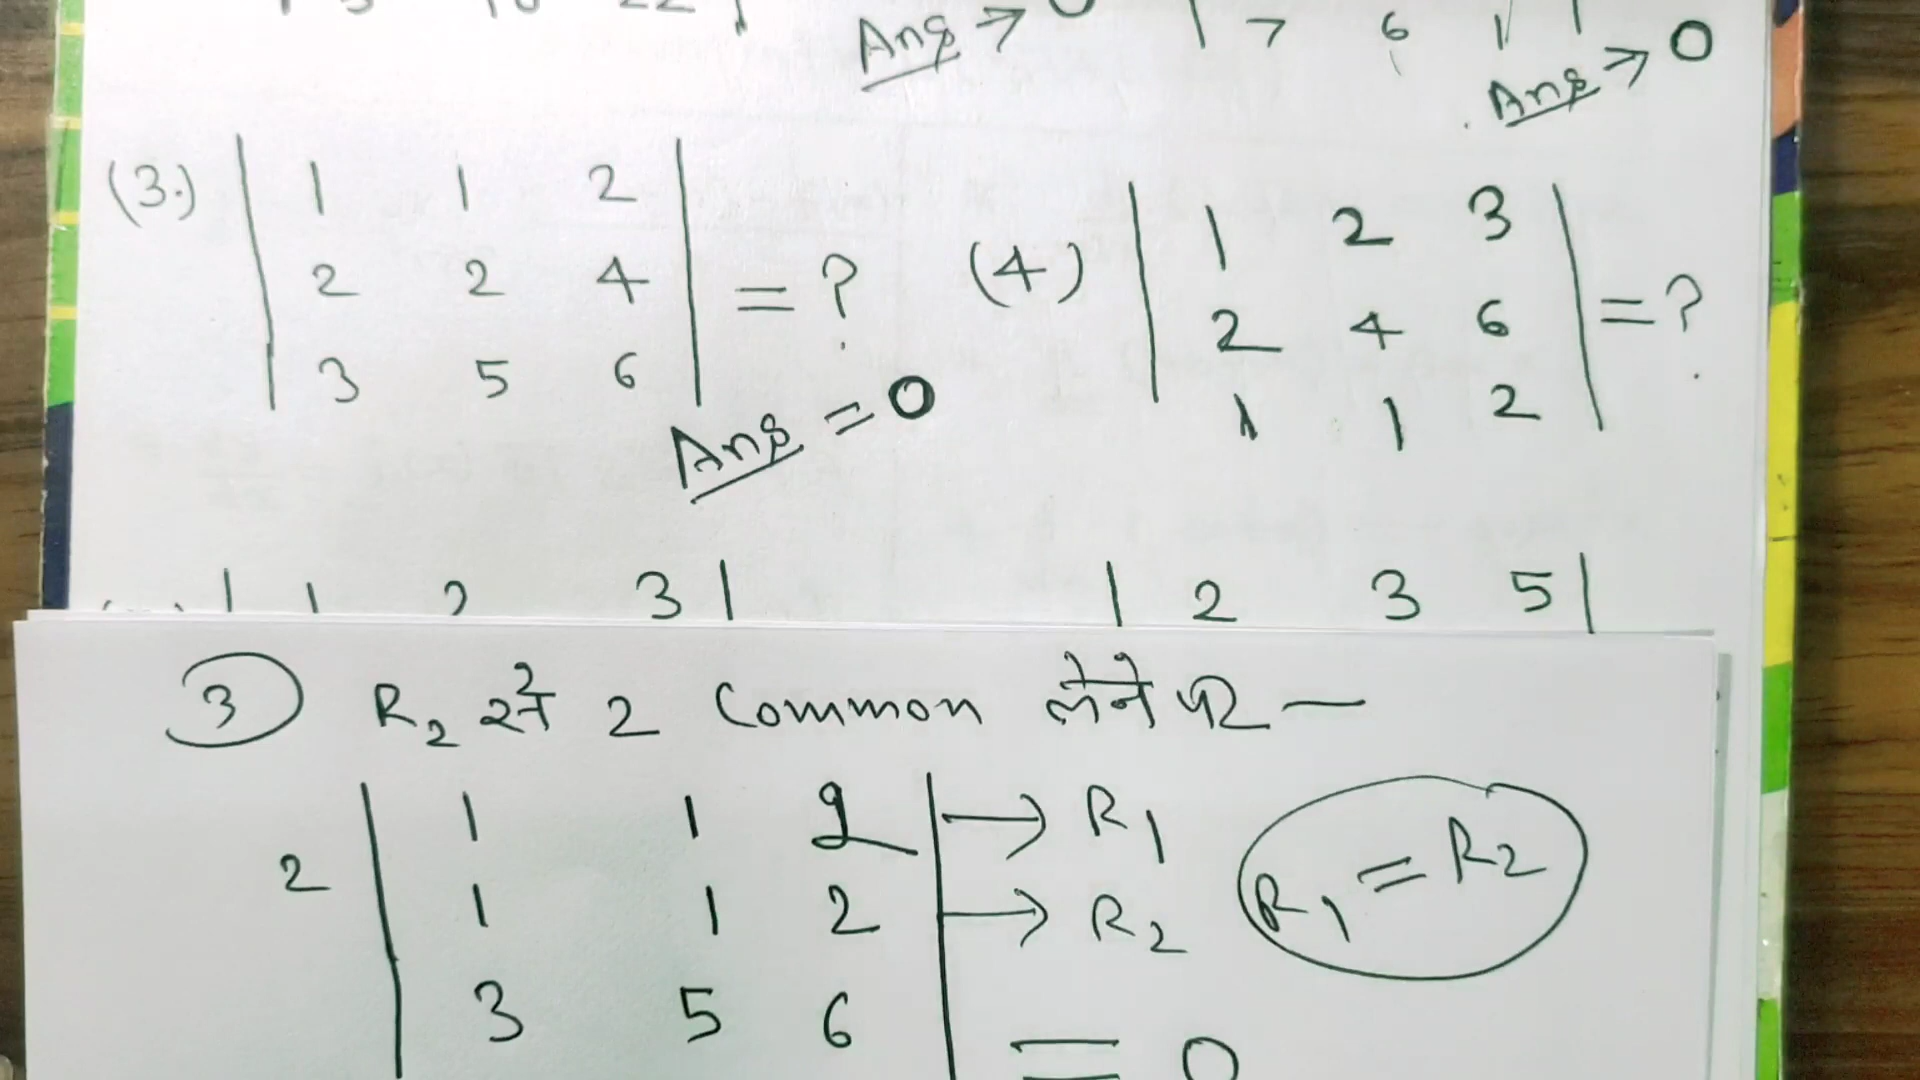 Ans → 0
7 6 1
Ans → 0
(3.) | 1 1 2 |
| 2 2 4 | = ?
| 3 5 6 |
Ans = 0
(4) | 1 2 3 |
| 2 4 6 | = ?
| 1 1 2 |
| 1 2 3 |
| 2 3 5 |
③ R₂ से 2 Common लेने पर —
| 1 1 2 | → R₁
2 | 1 1 2 | → R₂
R₁ = R₂
| 3 5 6 |
= 0